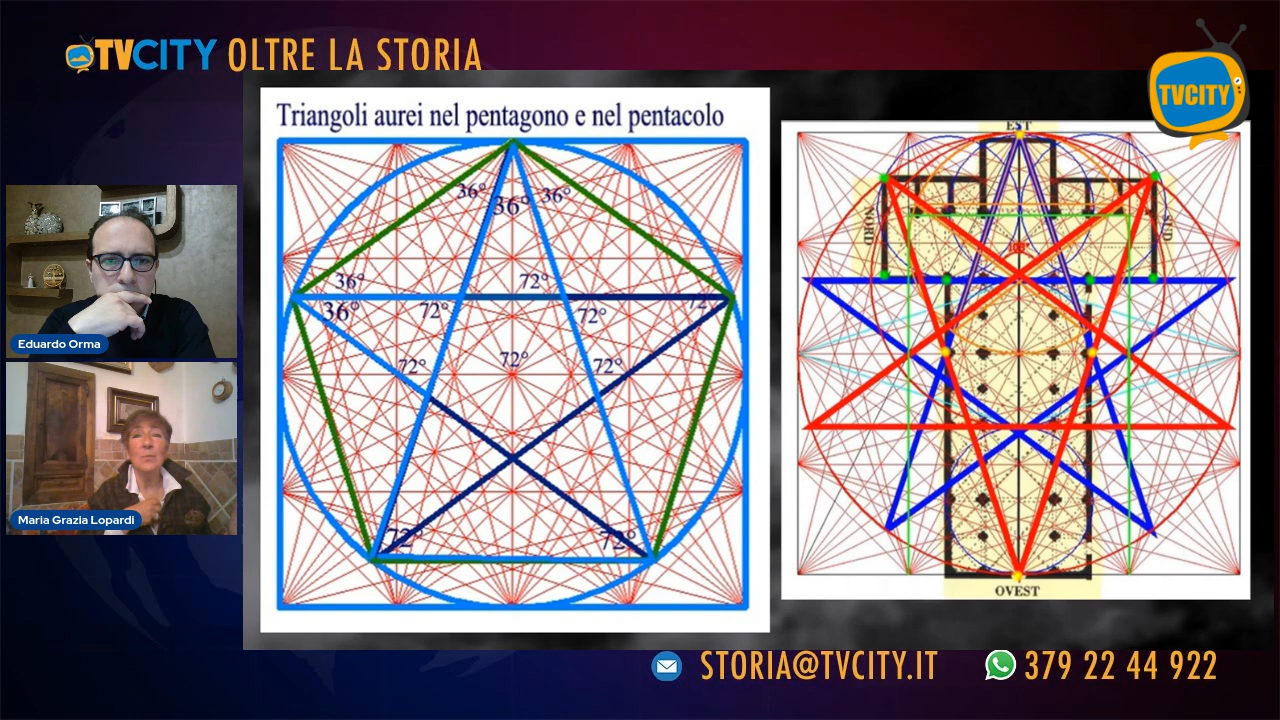 TVCITY OLTRE LA STORIA
TVCITY
Triangoli aurei nel pentagono e nel pentacolo
36° 36° 36°
36° 72°
36° 72° 72° 72°
72° 72° 72°
72° 72°
EST
NORD
SUD
108°
OVEST
Eduardo Orma
Maria Grazia Lopardi
STORIA@TVCITY.IT 379 22 44 922